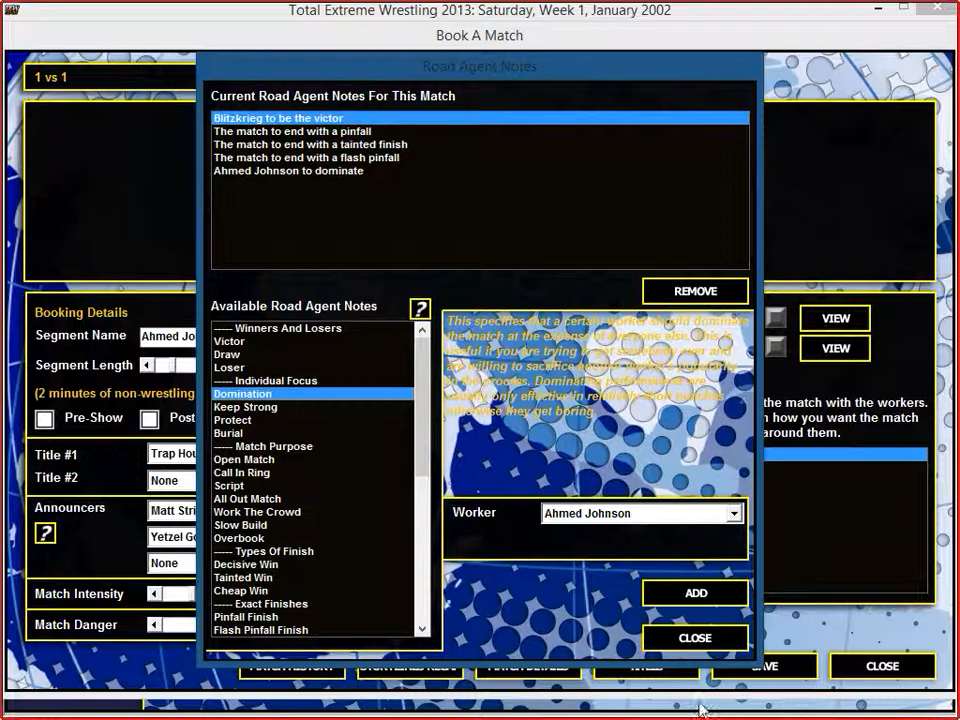 Total Extreme Wrestling 2013: Saturday, Week 1, January 2002
Book A Match
Road Agent Notes
1 vs 1
Current Road Agent Notes For This Match
Blitzkrieg to be the victor
The match to end with a pinfall
The match to end with a tainted finish
The match to end with a flash pinfall
Ahmed Johnson to dominate
REMOVE
Booking Details
Segment Name
Ahmed Jo
Segment Length
(2 minutes of non-wrestling
Pre-Show
Post
Title #1
Trap Hou
Title #2
None
Announcers
Matt Stri
?
Yetzel Go
None
Match Intensity
Match Danger
Available Road Agent Notes
?
----- Winners And Losers
Victor
Draw
Loser
----- Individual Focus
Domination
Keep Strong
Protect
Burial
----- Match Purpose
Open Match
Call In Ring
Script
All Out Match
Work The Crowd
Slow Build
Overbook
----- Types Of Finish
Decisive Win
Tainted Win
Cheap Win
----- Exact Finishes
Pinfall Finish
Flash Pinfall Finish
This specifies that a certain worker should dominate
the match at the expense of everyone else. This is
useful if you are trying to get somebody over and
are willing to sacrifice another worker's popularity
in the process. Dominating performances are
usually only effective in relatively short matches
otherwise they get boring.
Worker
Ahmed Johnson
ADD
CLOSE
VIEW
VIEW
the match with the workers.
how you want the match
around them.
CLOSE